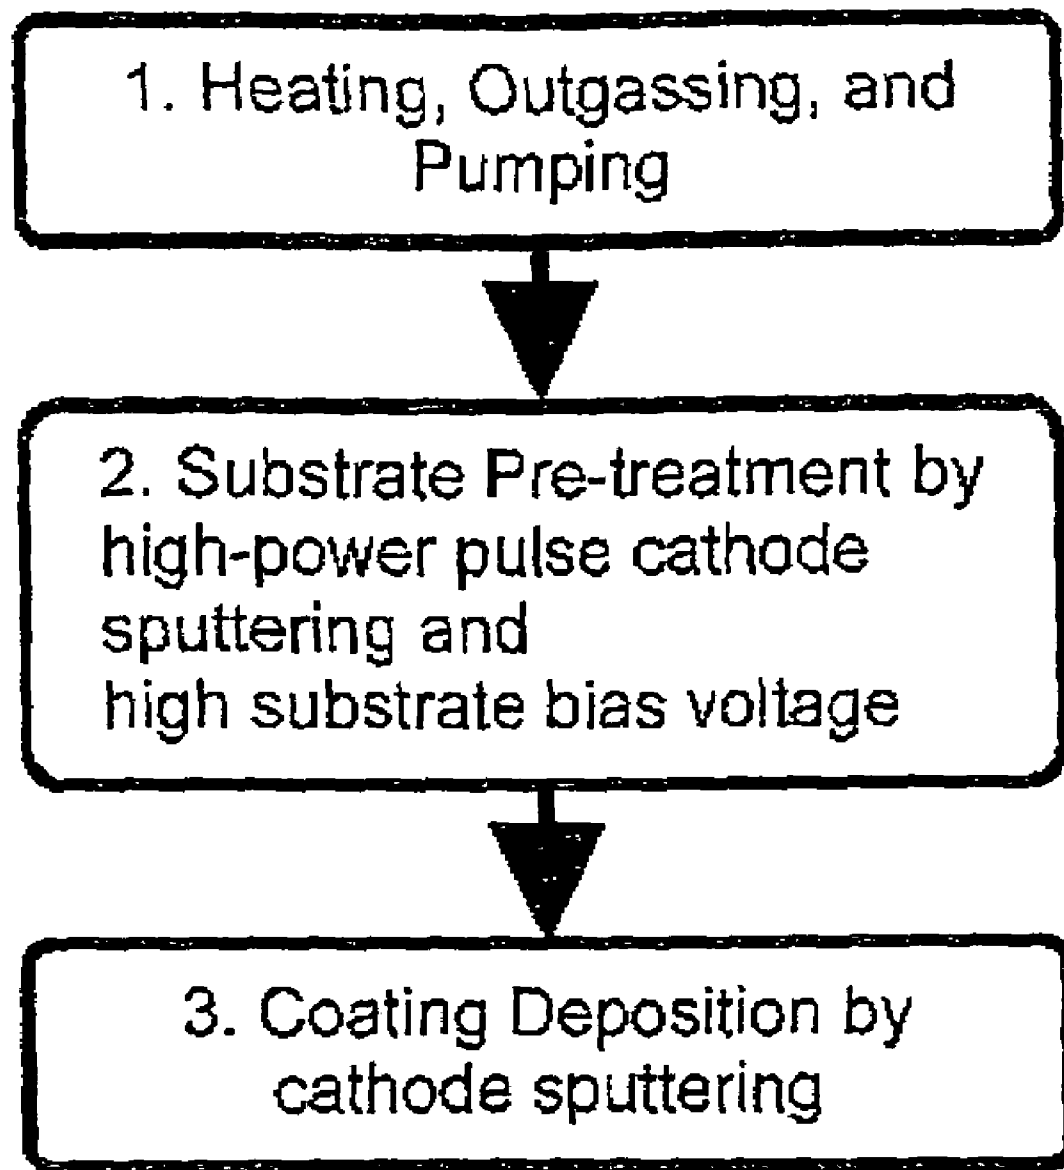 1. Heating, Outgassing, and
Pumping
2. Substrate Pre-treatment by
high-power pulse cathode
sputtering and
high substrate bias voltage
3. Coating Deposition by
cathode sputtering